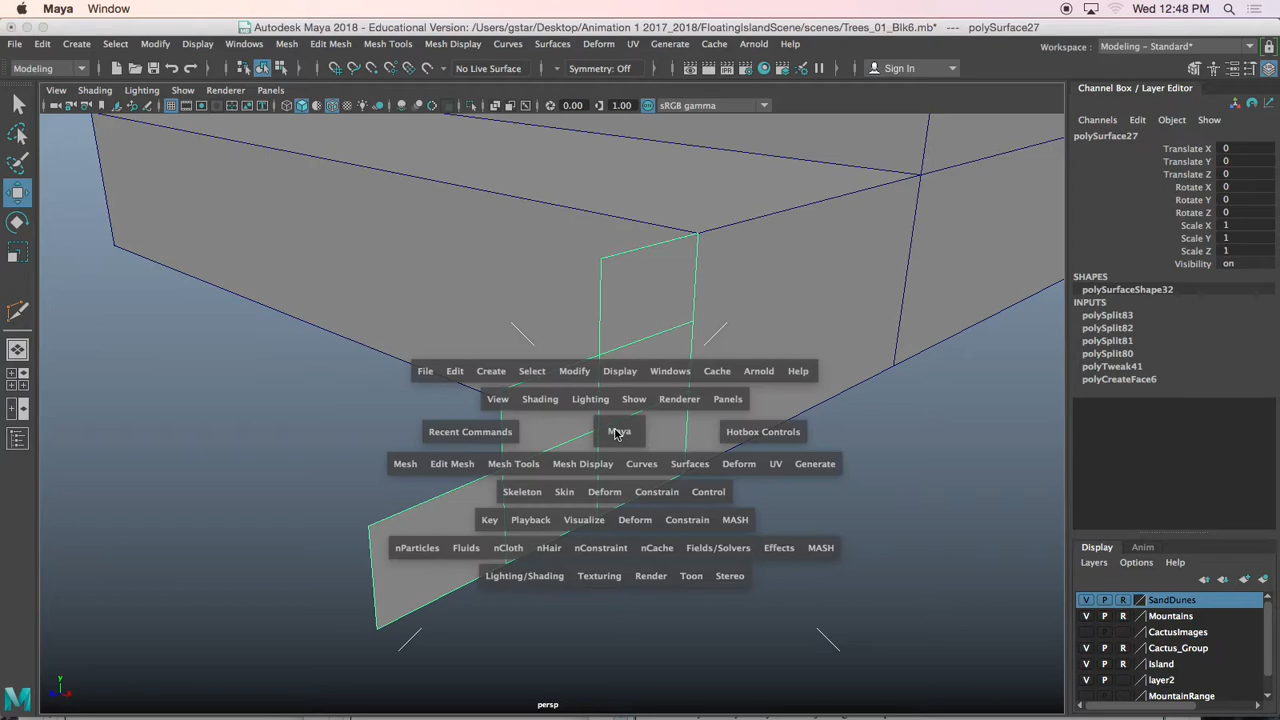 Maya Window Wed 12:48 PM
Autodesk Maya 2018 - Educational Version: /Users/gstar/Desktop/Animation 1 2017_2018/FloatingIslandScene/scenes/Trees_01_Blk6.mb* --- polySurface27
File Edit Create Select Modify Display Windows Mesh Edit Mesh Mesh Tools Mesh Display Curves Surfaces Deform UV Generate Cache Arnold Help Workspace : Modeling - Standard*
Modeling No Live Surface Symmetry: Off Sign In
View Shading Lighting Show Renderer Panels Channel Box / Layer Editor
0.00 1.00 sRGB gamma
Channels Edit Object Show
polySurface27
Translate X 0
Translate Y 0
Translate Z 0
Rotate X 0
Rotate Y 0
Rotate Z 0
Scale X 1
Scale Y 1
Scale Z 1
Visibility on
SHAPES
polySurfaceShape32
INPUTS
polySplit83
polySplit82
polySplit81
polySplit80
polyTweak41
polyCreateFace6
File Edit Create Select Modify Display Windows Cache Arnold Help
View Shading Lighting Show Renderer Panels
Recent Commands Maya Hotbox Controls
Mesh Edit Mesh Mesh Tools Mesh Display Curves Surfaces Deform UV Generate
Skeleton Skin Deform Constrain Control
Key Playback Visualize Deform Constrain MASH
nParticles Fluids nCloth nHair nConstraint nCache Fields/Solvers Effects MASH
Lighting/Shading Texturing Render Toon Stereo
Display Anim
Layers Options Help
V P R SandDunes
V P R Mountains
CactusImages
V P R Cactus_Group
V P R Island
V P layer2
MountainRange
y
x
persp